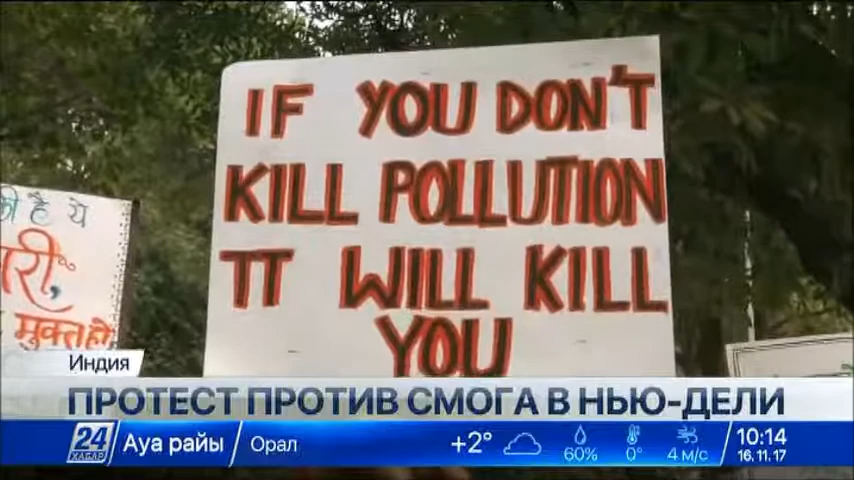 IF YOU DON'T
KILL POLLUTION
IT WILL KILL
YOU
है ये
मुक्त हो
Индия
ПРОТЕСТ ПРОТИВ СМОГА В НЬЮ-ДЕЛИ
24 ХАБАР Ауа райы Орал +2° 60% 0° 4 м/с 10:14
16.11.17